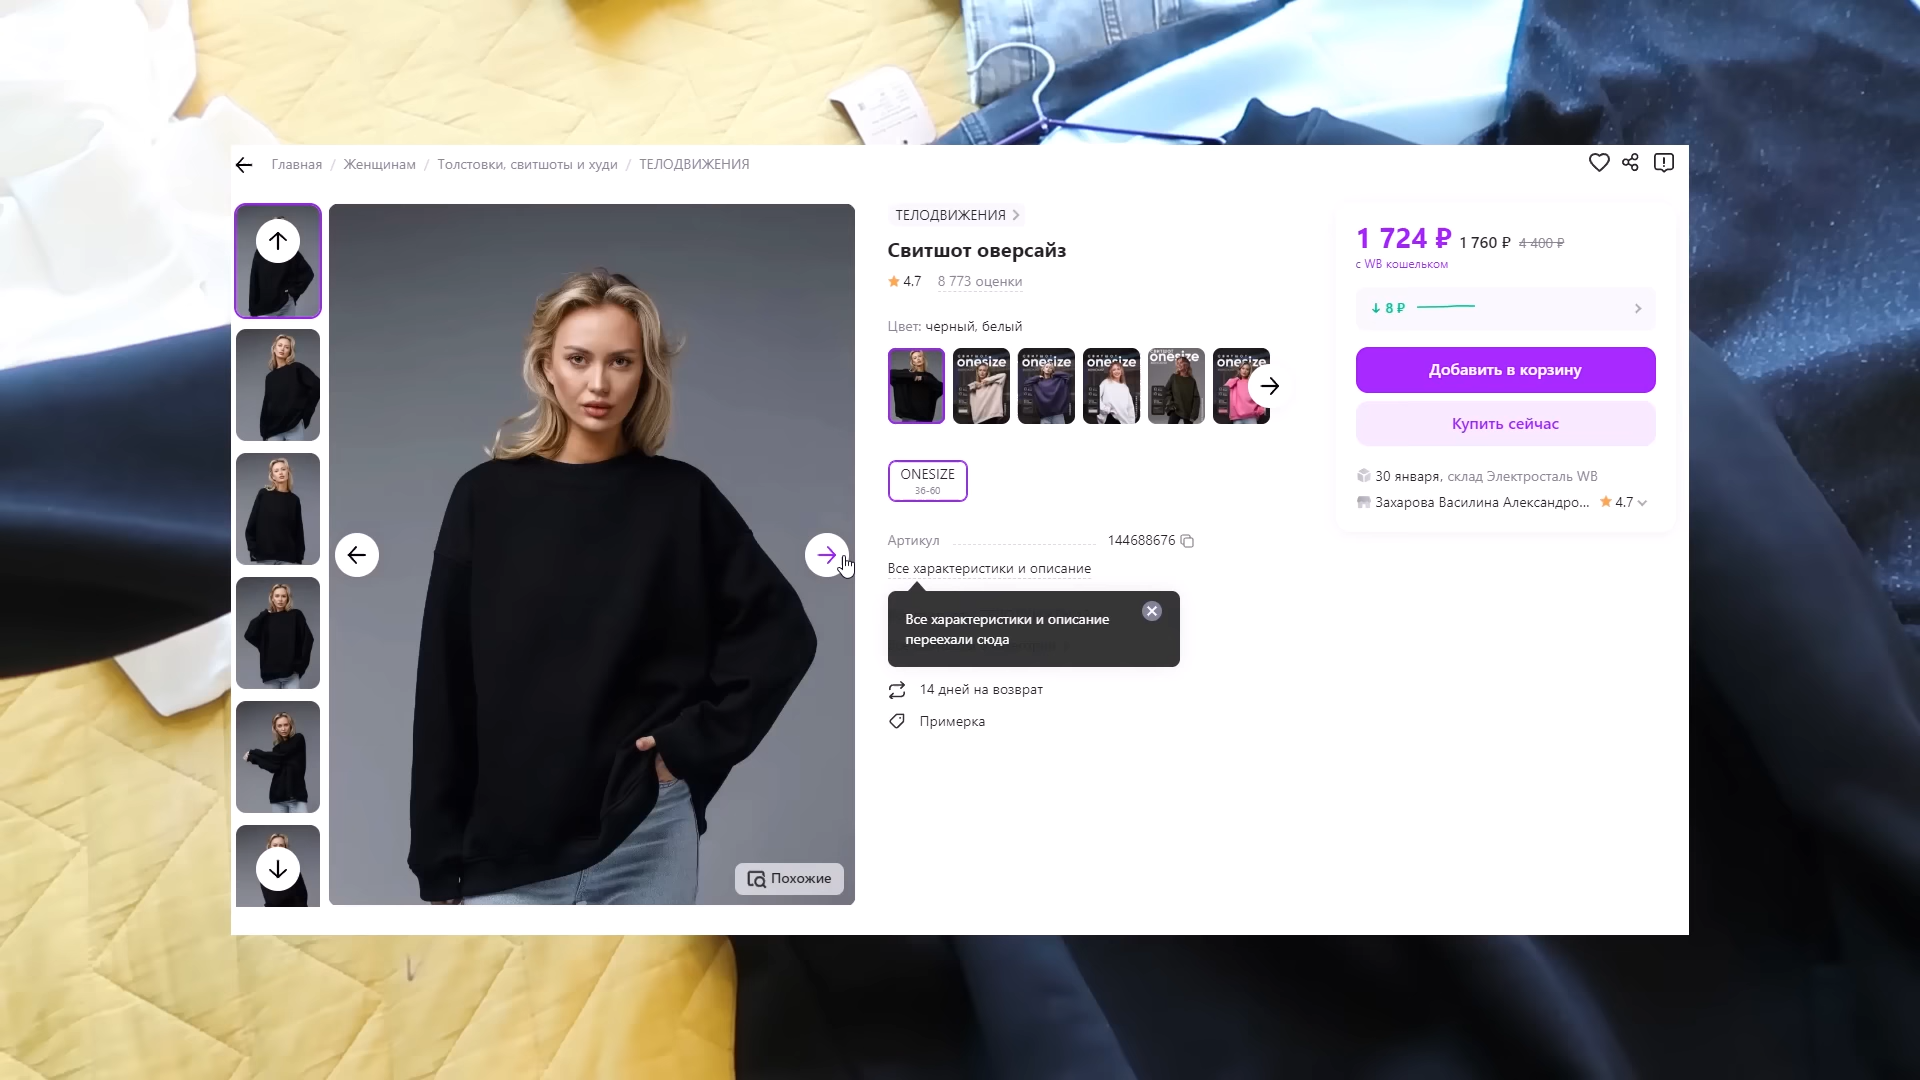 Главная / Женщинам / Толстовки, свитшоты и худи / ТЕЛОДВИЖЕНИЯ
ТЕЛОДВИЖЕНИЯ
Свитшот оверсайз
4.7 8 773 оценки
Цвет: черный, белый
onesize
onesize
onesize
onesize
onesize
ONESIZE
36-60
Артикул 144688676
Все характеристики и описание
Все характеристики и описание
переехали сюда
14 дней на возврат
Примерка
Похожие
1 724 ₽ 1 760 ₽ 4 400 ₽
с WB кошельком
↓ 8 ₽
Добавить в корзину
Купить сейчас
30 января, склад Электросталь WB
Захарова Василина Александро... 4.7